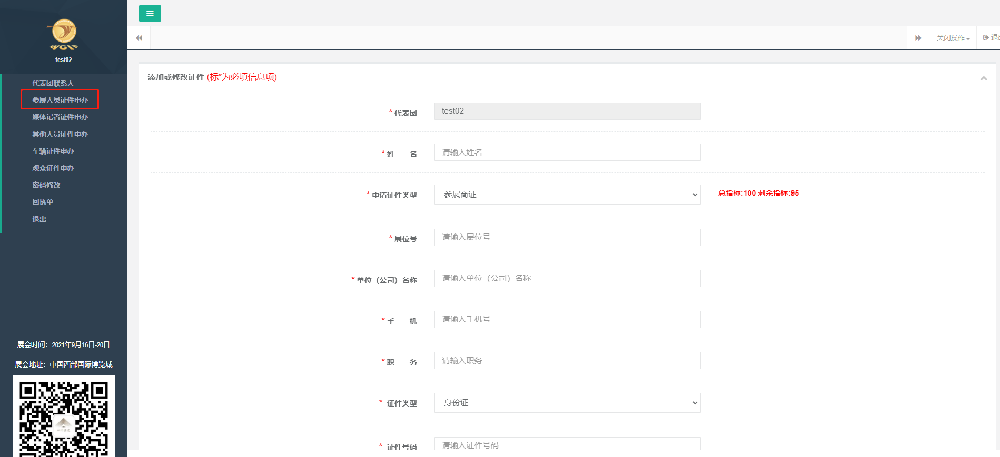 WCIF
test02
代表团联系人
参展人员证件申办
媒体记者证件申办
其他人员证件申办
车辆证件申办
观众证件申办
密码修改
回执单
退出
展会时间：2021年9月16日-20日
展会地址：中国西部国际博览城
关闭操作
退出
添加或修改证件 (标*为必填信息项)
*代表团 test02
*姓 名 请输入姓名
*申请证件类型 参展商证 总指标:100 剩余指标:95
*展位号 请输入展位号
*单位（公司）名称 请输入单位（公司）名称
*手 机 请输入手机号
*职 务 请输入职务
* 证件类型 身份证
* 证件号码 请输入证件号码